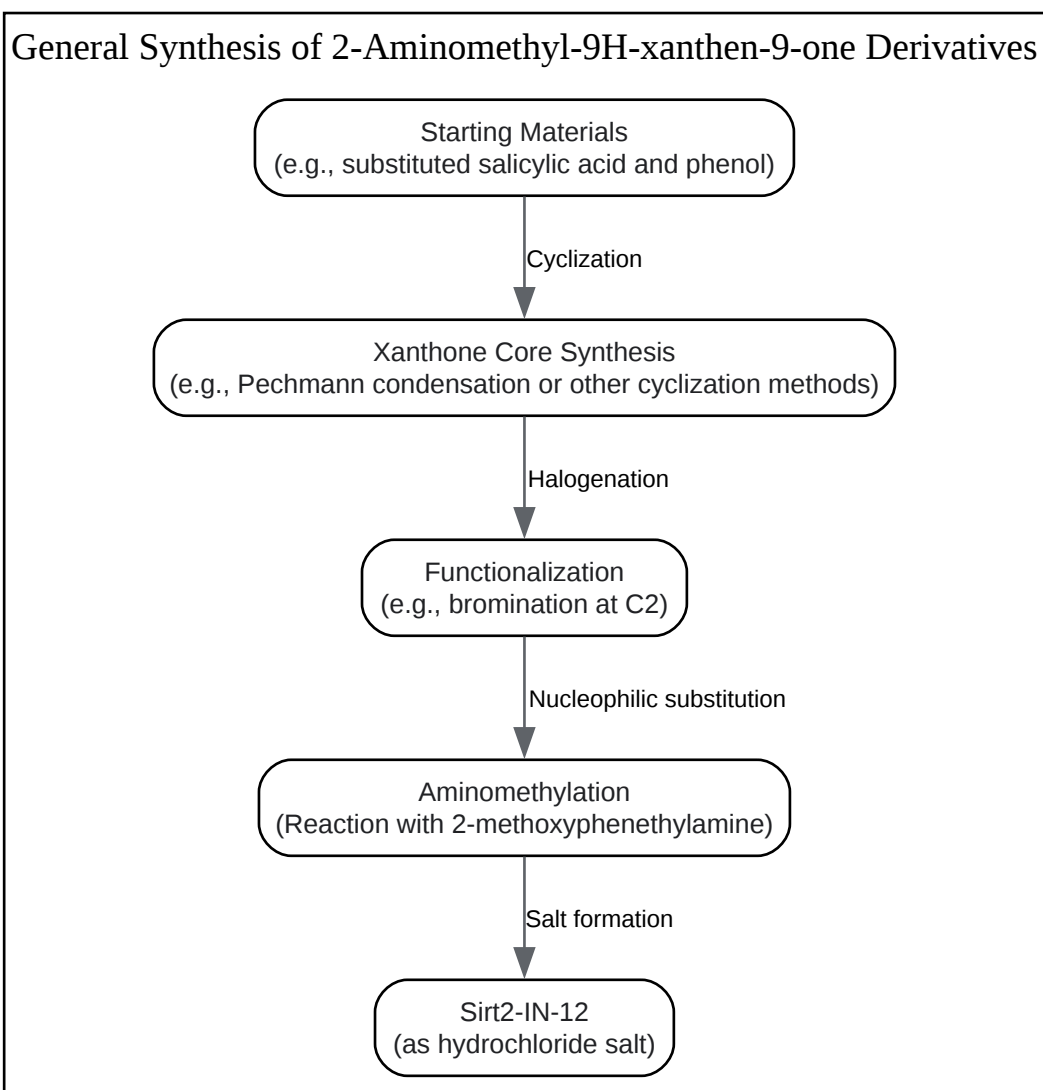 General Synthesis of 2-Aminomethyl-9H-xanthen-9-one Derivatives
Starting Materials
(e.g., substituted salicylic acid and phenol)
Cyclization
Xanthone Core Synthesis
(e.g., Pechmann condensation or other cyclization methods)
Halogenation
Functionalization
(e.g., bromination at C2)
Nucleophilic substitution
Aminomethylation
(Reaction with 2-methoxyphenethylamine)
Salt formation
Sirt2-IN-12
(as hydrochloride salt)